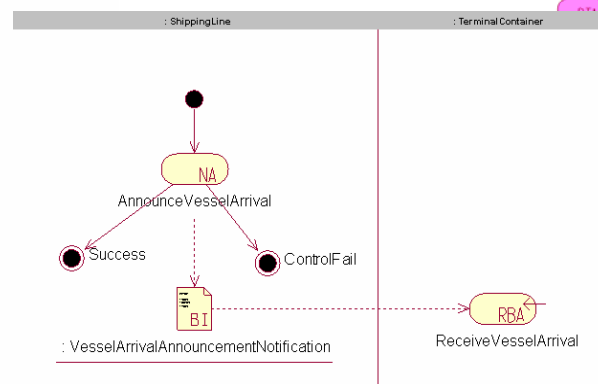 : ShippingLine
: Terminal Container
NA
AnnounceVesselArrival
Success
ControlFail
BI
RBA
: VesselArrivalAnnouncementNotification
ReceiveVesselArrival